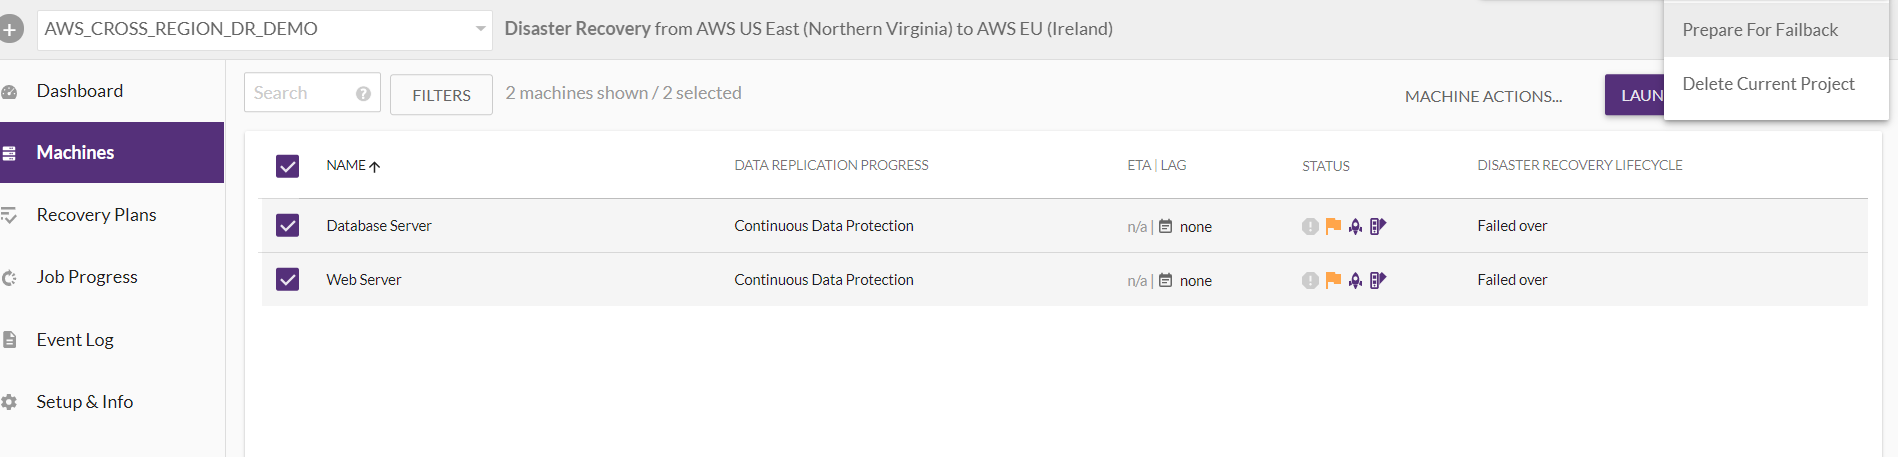 AWS_CROSS_REGION_DR_DEMO
Disaster Recovery from AWS US East (Northern Virginia) to AWS EU (Ireland)
Prepare For Failback
Delete Current Project
Dashboard
Machines
Recovery Plans
Job Progress
Event Log
Setup & Info
Search ?
FILTERS
2 machines shown / 2 selected
MACHINE ACTIONS...
LAUN
NAME DATA REPLICATION PROGRESS ETA | LAG STATUS DISASTER RECOVERY LIFECYCLE
Database Server Continuous Data Protection n/a | none Failed over
Web Server Continuous Data Protection n/a | none Failed over